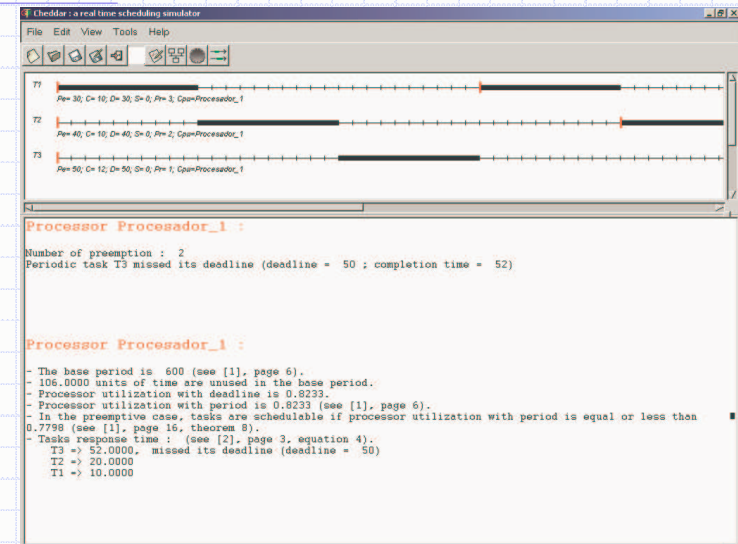 Cheddar : a real time scheduling simulator
File Edit View Tools Help
T1
Pe= 30; C= 10; D= 30; S= 0; Pr= 3; Cpu=Procesador_1
T2
Pe= 40; C= 10; D= 40; S= 0; Pr= 2; Cpu=Procesador_1
T3
Pe= 50; C= 12; D= 50; S= 0; Pr= 1; Cpu=Procesador_1
Processor Procesador_1 :
Number of preemption : 2
Periodic task T3 missed its deadline (deadline = 50 ; completion time = 52)
Processor Procesador_1 :
- The base period is 600 (see [1], page 6).
- 106.0000 units of time are unused in the base period.
- Processor utilization with deadline is 0.8233.
- Processor utilization with period is 0.8233 (see [1], page 6).
- In the preemptive case, tasks are schedulable if processor utilization with period is equal or less than
0.7798 (see [1], page 16, theorem 8).
- Tasks response time : (see [2], page 3, equation 4).
T3 => 52.0000, missed its deadline (deadline = 50)
T2 => 20.0000
T1 => 10.0000